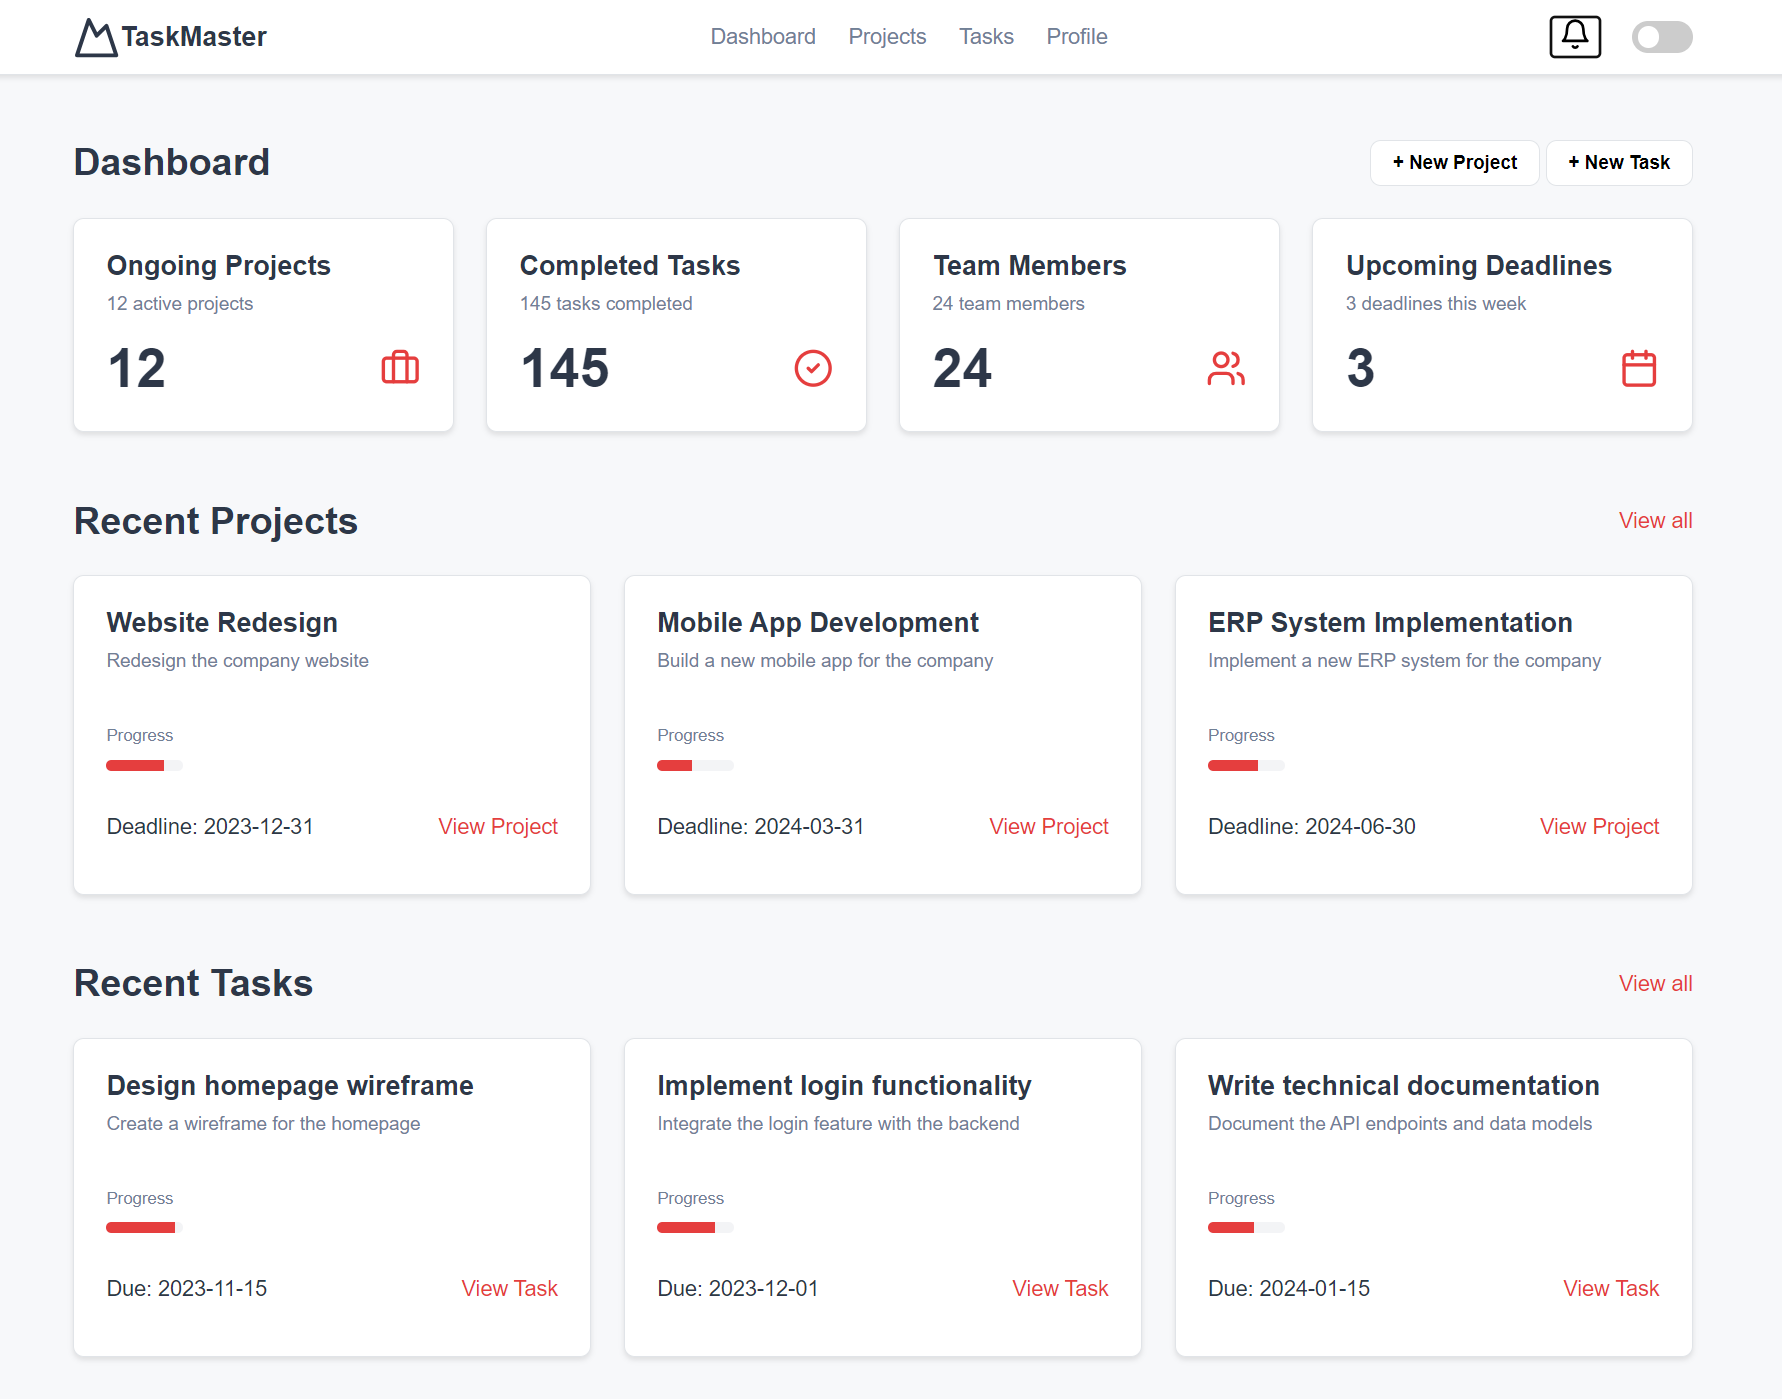 TaskMaster
Dashboard
Projects
Tasks
Profile
Dashboard
+ New Project
+ New Task
Ongoing Projects
12 active projects
12
Completed Tasks
145 tasks completed
145
Team Members
24 team members
24
Upcoming Deadlines
3 deadlines this week
3
Recent Projects
View all
Website Redesign
Redesign the company website
Progress
Deadline: 2023-12-31
View Project
Mobile App Development
Build a new mobile app for the company
Progress
Deadline: 2024-03-31
View Project
ERP System Implementation
Implement a new ERP system for the company
Progress
Deadline: 2024-06-30
View Project
Recent Tasks
View all
Design homepage wireframe
Create a wireframe for the homepage
Progress
Due: 2023-11-15
View Task
Implement login functionality
Integrate the login feature with the backend
Progress
Due: 2023-12-01
View Task
Write technical documentation
Document the API endpoints and data models
Progress
Due: 2024-01-15
View Task